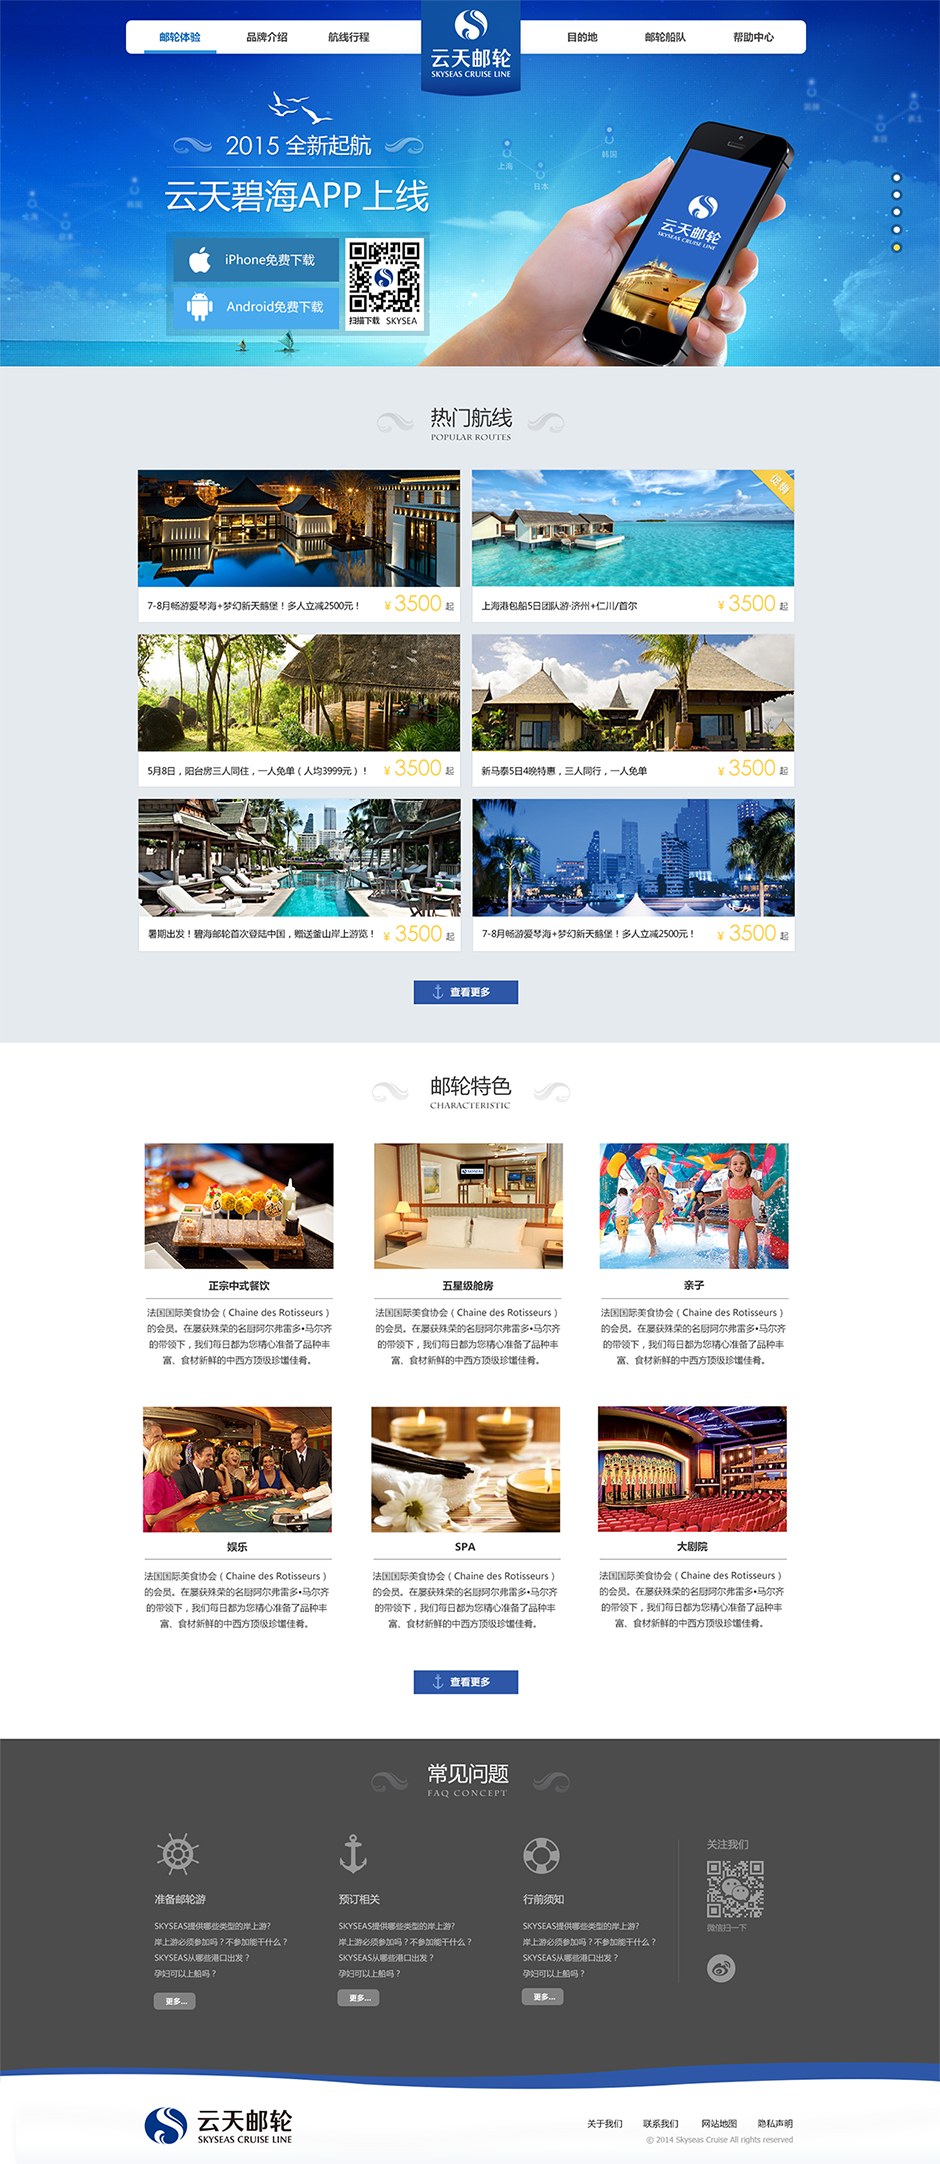 邮轮体验 品牌介绍 航线行程 目的地 邮轮船队 帮助中心
云天邮轮
SKYSEAS CRUISE LINE
2015 全新起航
云天碧海APP上线
iPhone免费下载
Android免费下载
扫描下载 SKYSEA
上海
日本
韩国
云天邮轮
SKYSEAS CRUISE LINE
热门航线
POPULAR ROUTES
促销
7-8月畅游爱琴海+梦幻新天鹅堡！多人立减2500元！ ¥ 3500 起
上海港包船5日团队游·济州+仁川/首尔 ¥ 3500 起
5月8日，阳台房三人同住，一人免单（人均3999元）！ ¥ 3500 起
新马泰5日4晚特惠，三人同行，一人免单 ¥ 3500 起
暑期出发！碧海邮轮首次登陆中国，赠送釜山岸上游览！ ¥ 3500 起
7-8月畅游爱琴海+梦幻新天鹅堡！多人立减2500元！ ¥ 3500 起
查看更多
邮轮特色
CHARACTERISTIC
正宗中式餐饮
法国国际美食协会（Chaine des Rotisseurs）
的会员。在屡获殊荣的名厨阿尔弗雷多•马尔齐
的带领下，我们每日都为您精心准备了品种丰
富、食材新鲜的中西方顶级珍馐佳肴。
五星级舱房
法国国际美食协会（Chaine des Rotisseurs）
的会员。在屡获殊荣的名厨阿尔弗雷多•马尔齐
的带领下，我们每日都为您精心准备了品种丰
富、食材新鲜的中西方顶级珍馐佳肴。
亲子
法国国际美食协会（Chaine des Rotisseurs）
的会员。在屡获殊荣的名厨阿尔弗雷多•马尔齐
的带领下，我们每日都为您精心准备了品种丰
富、食材新鲜的中西方顶级珍馐佳肴。
娱乐
法国国际美食协会（Chaine des Rotisseurs）
的会员。在屡获殊荣的名厨阿尔弗雷多•马尔齐
的带领下，我们每日都为您精心准备了品种丰
富、食材新鲜的中西方顶级珍馐佳肴。
SPA
法国国际美食协会（Chaine des Rotisseurs）
的会员。在屡获殊荣的名厨阿尔弗雷多•马尔齐
的带领下，我们每日都为您精心准备了品种丰
富、食材新鲜的中西方顶级珍馐佳肴。
大剧院
法国国际美食协会（Chaine des Rotisseurs）
的会员。在屡获殊荣的名厨阿尔弗雷多•马尔齐
的带领下，我们每日都为您精心准备了品种丰
富、食材新鲜的中西方顶级珍馐佳肴。
查看更多
常见问题
FAQ CONCEPT
准备邮轮游
SKYSEAS提供哪些类型的岸上游?
岸上游必须参加吗？不参加能干什么？
SKYSEAS从哪些港口出发？
孕妇可以上船吗？
更多...
预订相关
SKYSEAS提供哪些类型的岸上游?
岸上游必须参加吗？不参加能干什么？
SKYSEAS从哪些港口出发？
孕妇可以上船吗？
更多...
行前须知
SKYSEAS提供哪些类型的岸上游?
岸上游必须参加吗？不参加能干什么？
SKYSEAS从哪些港口出发？
孕妇可以上船吗？
更多...
关注我们
微信扫一下
云天邮轮
SKYSEAS CRUISE LINE
关于我们 联系我们 网站地图 隐私声明
© 2014 Skyseas Cruise All rights reserved